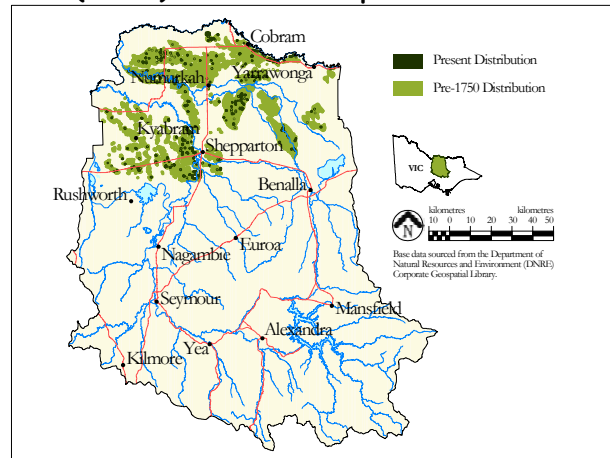 Cobram
Present Distribution
Pre-1750 Distribution
Numurkah
Yarrawonga
Kyabram
Shepparton
VIC
Benalla
Rushworth
kilometres
kilometres
10 0 10 20 30 40 50
N
Euroa
Nagambie
Base data sourced from the Department of
Natural Resources and Environment (DNRE)
Corporate Geospatial Library.
Seymour
Mansfield
Alexandra
Yea
Kilmore